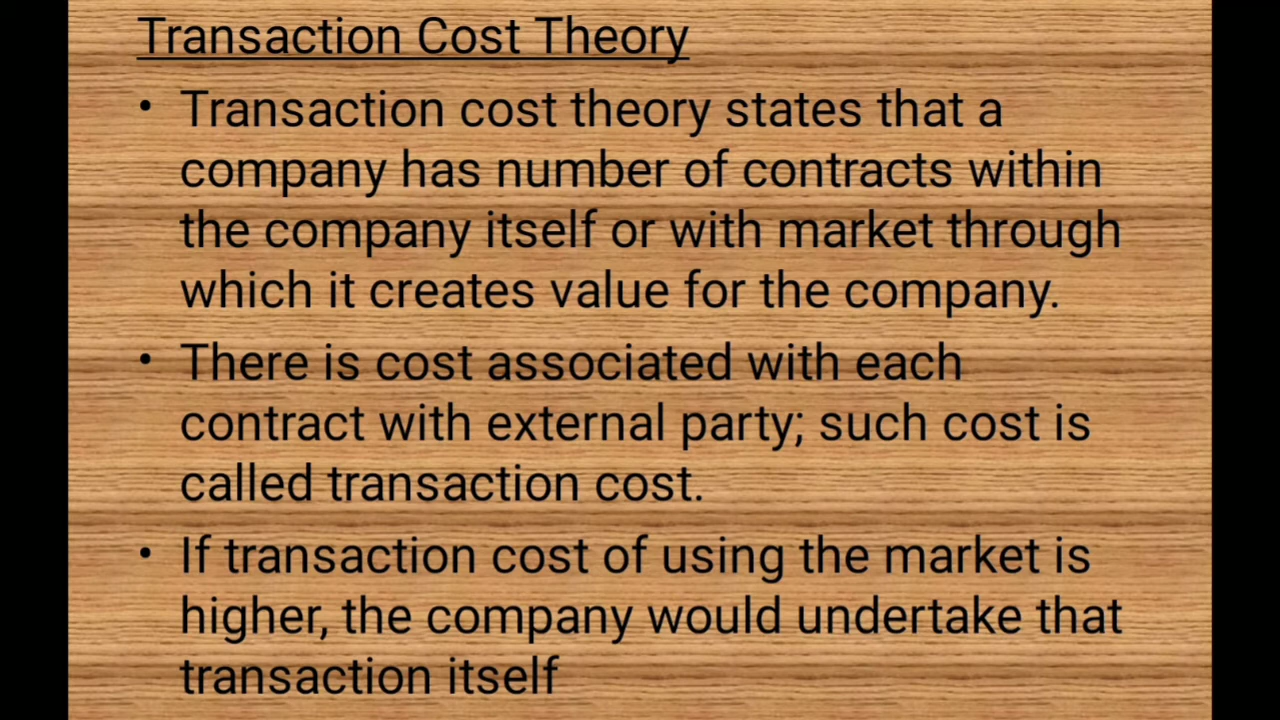 Transaction Cost Theory
• Transaction cost theory states that a
company has number of contracts within
the company itself or with market through
which it creates value for the company.
• There is cost associated with each
contract with external party; such cost is
called transaction cost.
• If transaction cost of using the market is
higher, the company would undertake that
transaction itself